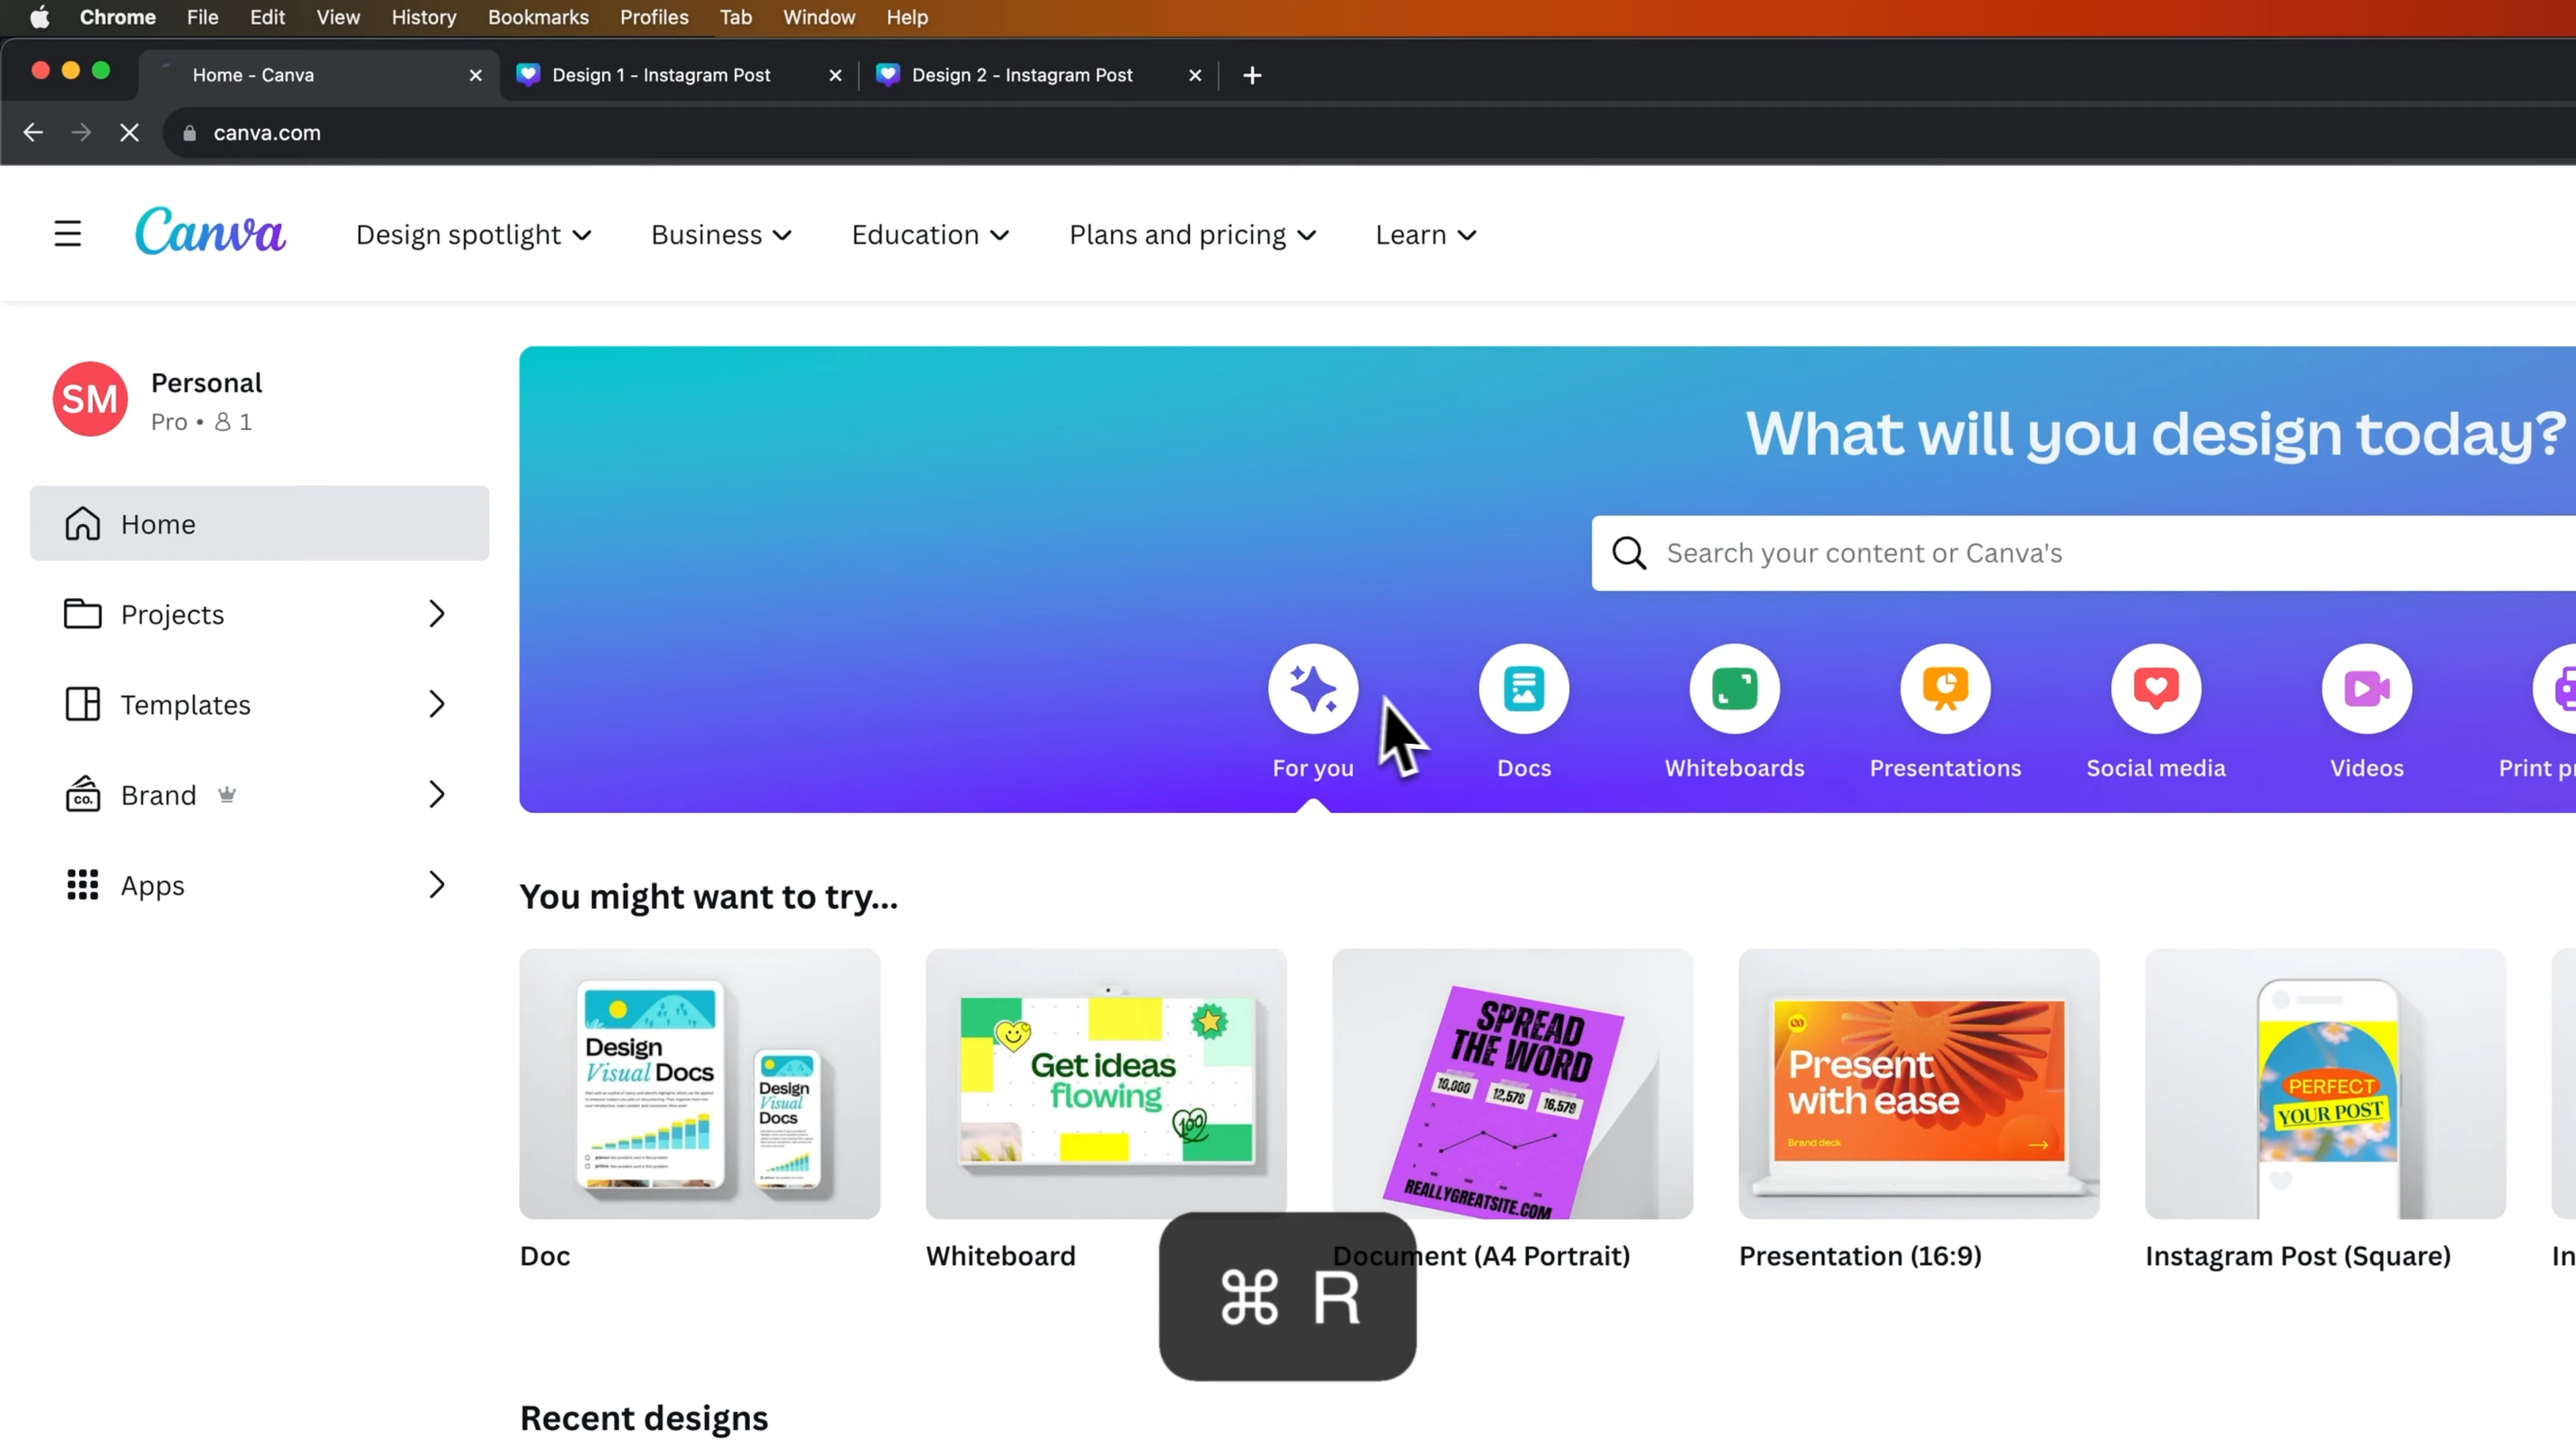 Chrome File Edit View History Bookmarks Profiles Tab Window Help
Home - Canva
Design 1 - Instagram Post
Design 2 - Instagram Post
canva.com
Canva
Design spotlight
Business
Education
Plans and pricing
Learn
SM
Personal
Pro • 1
Home
Projects
Templates
co.
Brand
Apps
What will you design today?
Search your content or Canva's
For you
Docs
Whiteboards
Presentations
Social media
Videos
You might want to try...
Design
Visual Docs
Design
Visual
Docs
Doc
Get ideas
flowing
100
Whiteboard
SPREAD
THE WORD
10,000
12,578
16,579
REALLYGREATSITE.COM
Document (A4 Portrait)
Present
with ease
Brand deck
Presentation (16:9)
PERFECT
YOUR POST
Instagram Post (Square)
⌘ R
Recent designs